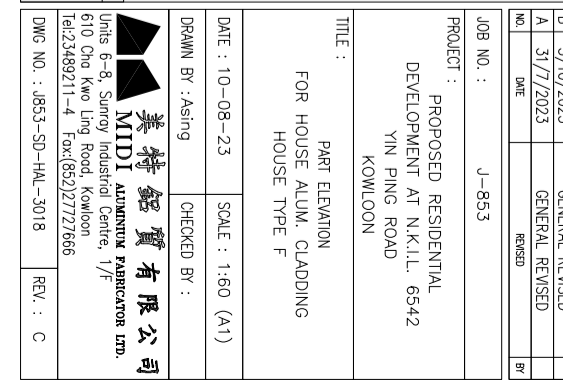 A 31/7/2023 GENERAL REVISED
NO. DATE REVISED BY
JOB NO. : J-853
PROJECT :
PROPOSED RESIDENTIAL
DEVELOPMENT AT N.K.I.L. 6542
YIN PING ROAD
KOWLOON
TITLE :
PART ELEVATION
FOR HOUSE ALUM. CLADDING
HOUSE TYPE F
DATE : 10-08-23 SCALE : 1:60 (A1)
DRAWN BY : Asing CHECKED BY :
美特鋁質有限公司
MIDI ALUMINIUM FABRICATOR LTD.
Units 6-8, Sunray Industrial Centre, 1/F
610 Cha Kwo Ling Road, Kowloon
Tel:23489211-4 Fax:(852)27727666
DWG NO. : J853-SD-HAL-3018 REV. : C